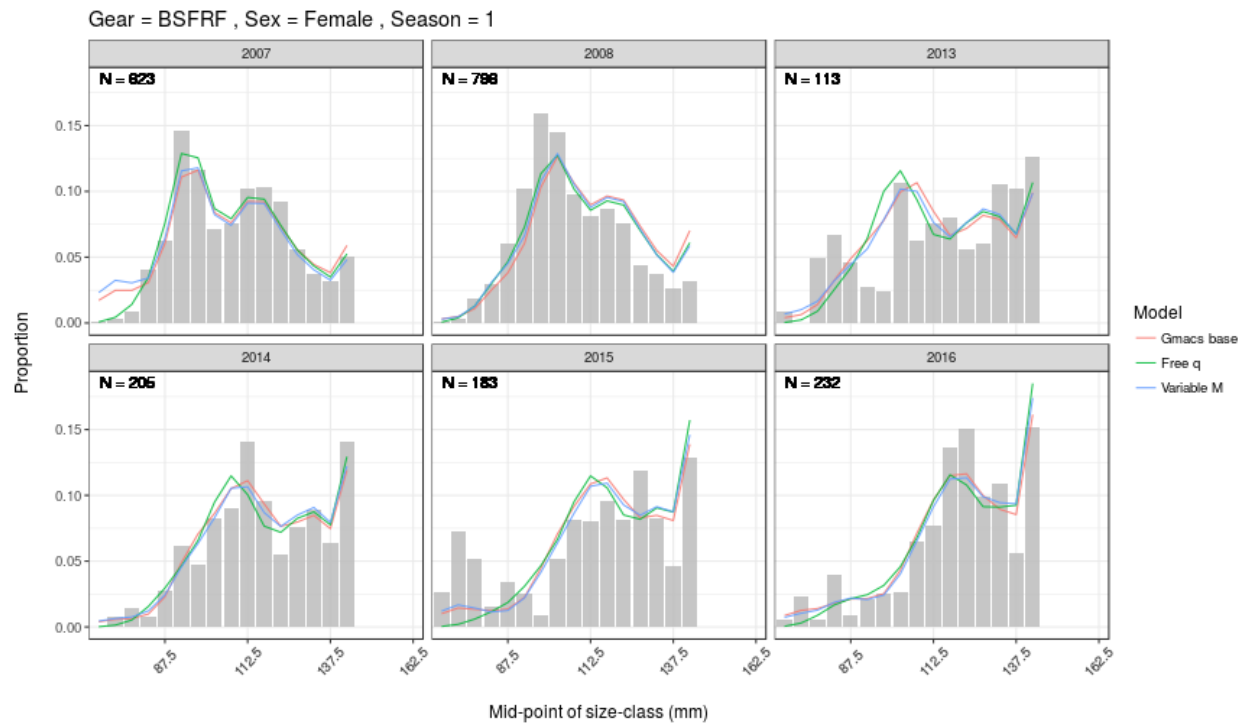 Gear = BSFRF , Sex = Female , Season = 1
2007
2008
2013
N = 623
N = 113
0.15
0.10
0.05
0.00
2014
2015
2016
N = 205
N = 183
N = 232
0.15
0.10
0.05
0.00
87.5
112.5
137.5
162.5
87.5
112.5
137.5
162.5
87.5
112.5
137.5
162.5
Proportion
Mid-point of size-class (mm)
Model
Gmacs base
Free q
Variable M